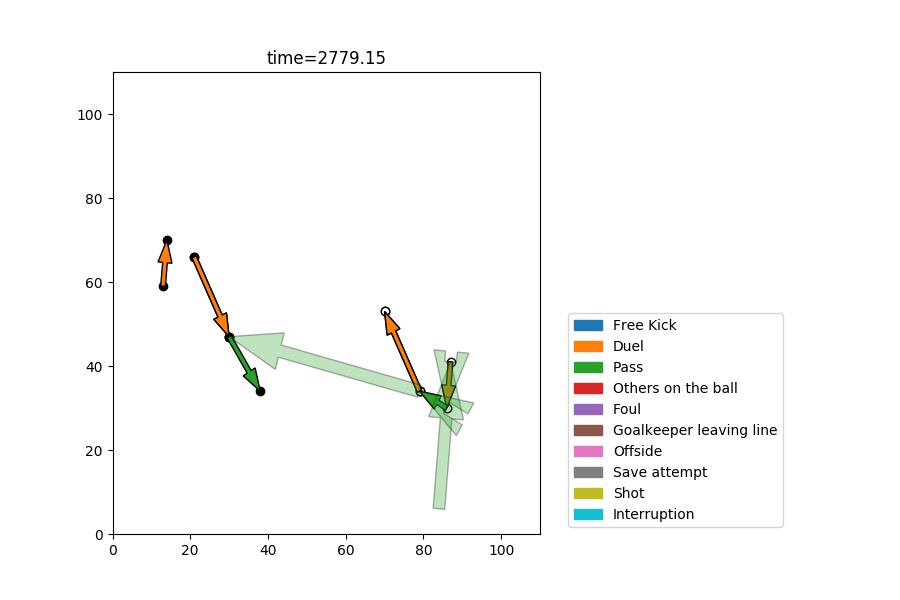 time=2779.15
100
80
60
40
20
0
0 20 40 60 80 100
Free Kick
Duel
Pass
Others on the ball
Foul
Goalkeeper leaving line
Offside
Save attempt
Shot
Interruption